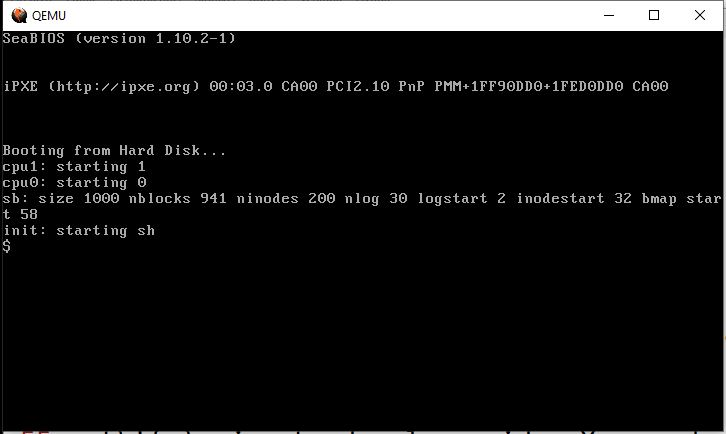 QEMU
SeaBIOS (version 1.10.2-1)
iPXE (http://ipxe.org) 00:03.0 CA00 PCI2.10 PnP PMM+1FF90DD0+1FED0DD0 CA00
Booting from Hard Disk...
cpu1: starting 1
cpu0: starting 0
sb: size 1000 nblocks 941 ninodes 200 nlog 30 logstart 2 inodestart 32 bmap star
t 58
init: starting sh
$